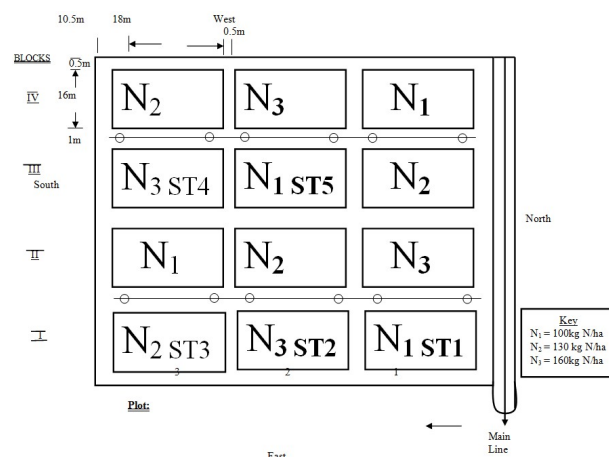 10.5m 18m West
0.5m
BLOCKS 0.5m
IV 16m N₂ N₃ N₁
1m
III N₃ ST4 N₁ ST5 N₂
South
North
II N₁ N₂ N₃
I N₂ ST3 N₃ ST2 N₁ ST1
3 2 1
Key
N₁ = 100kg N/ha
N₂ = 130 kg N/ha
N₃ = 160kg N/ha
Plot:
Main
Line
East